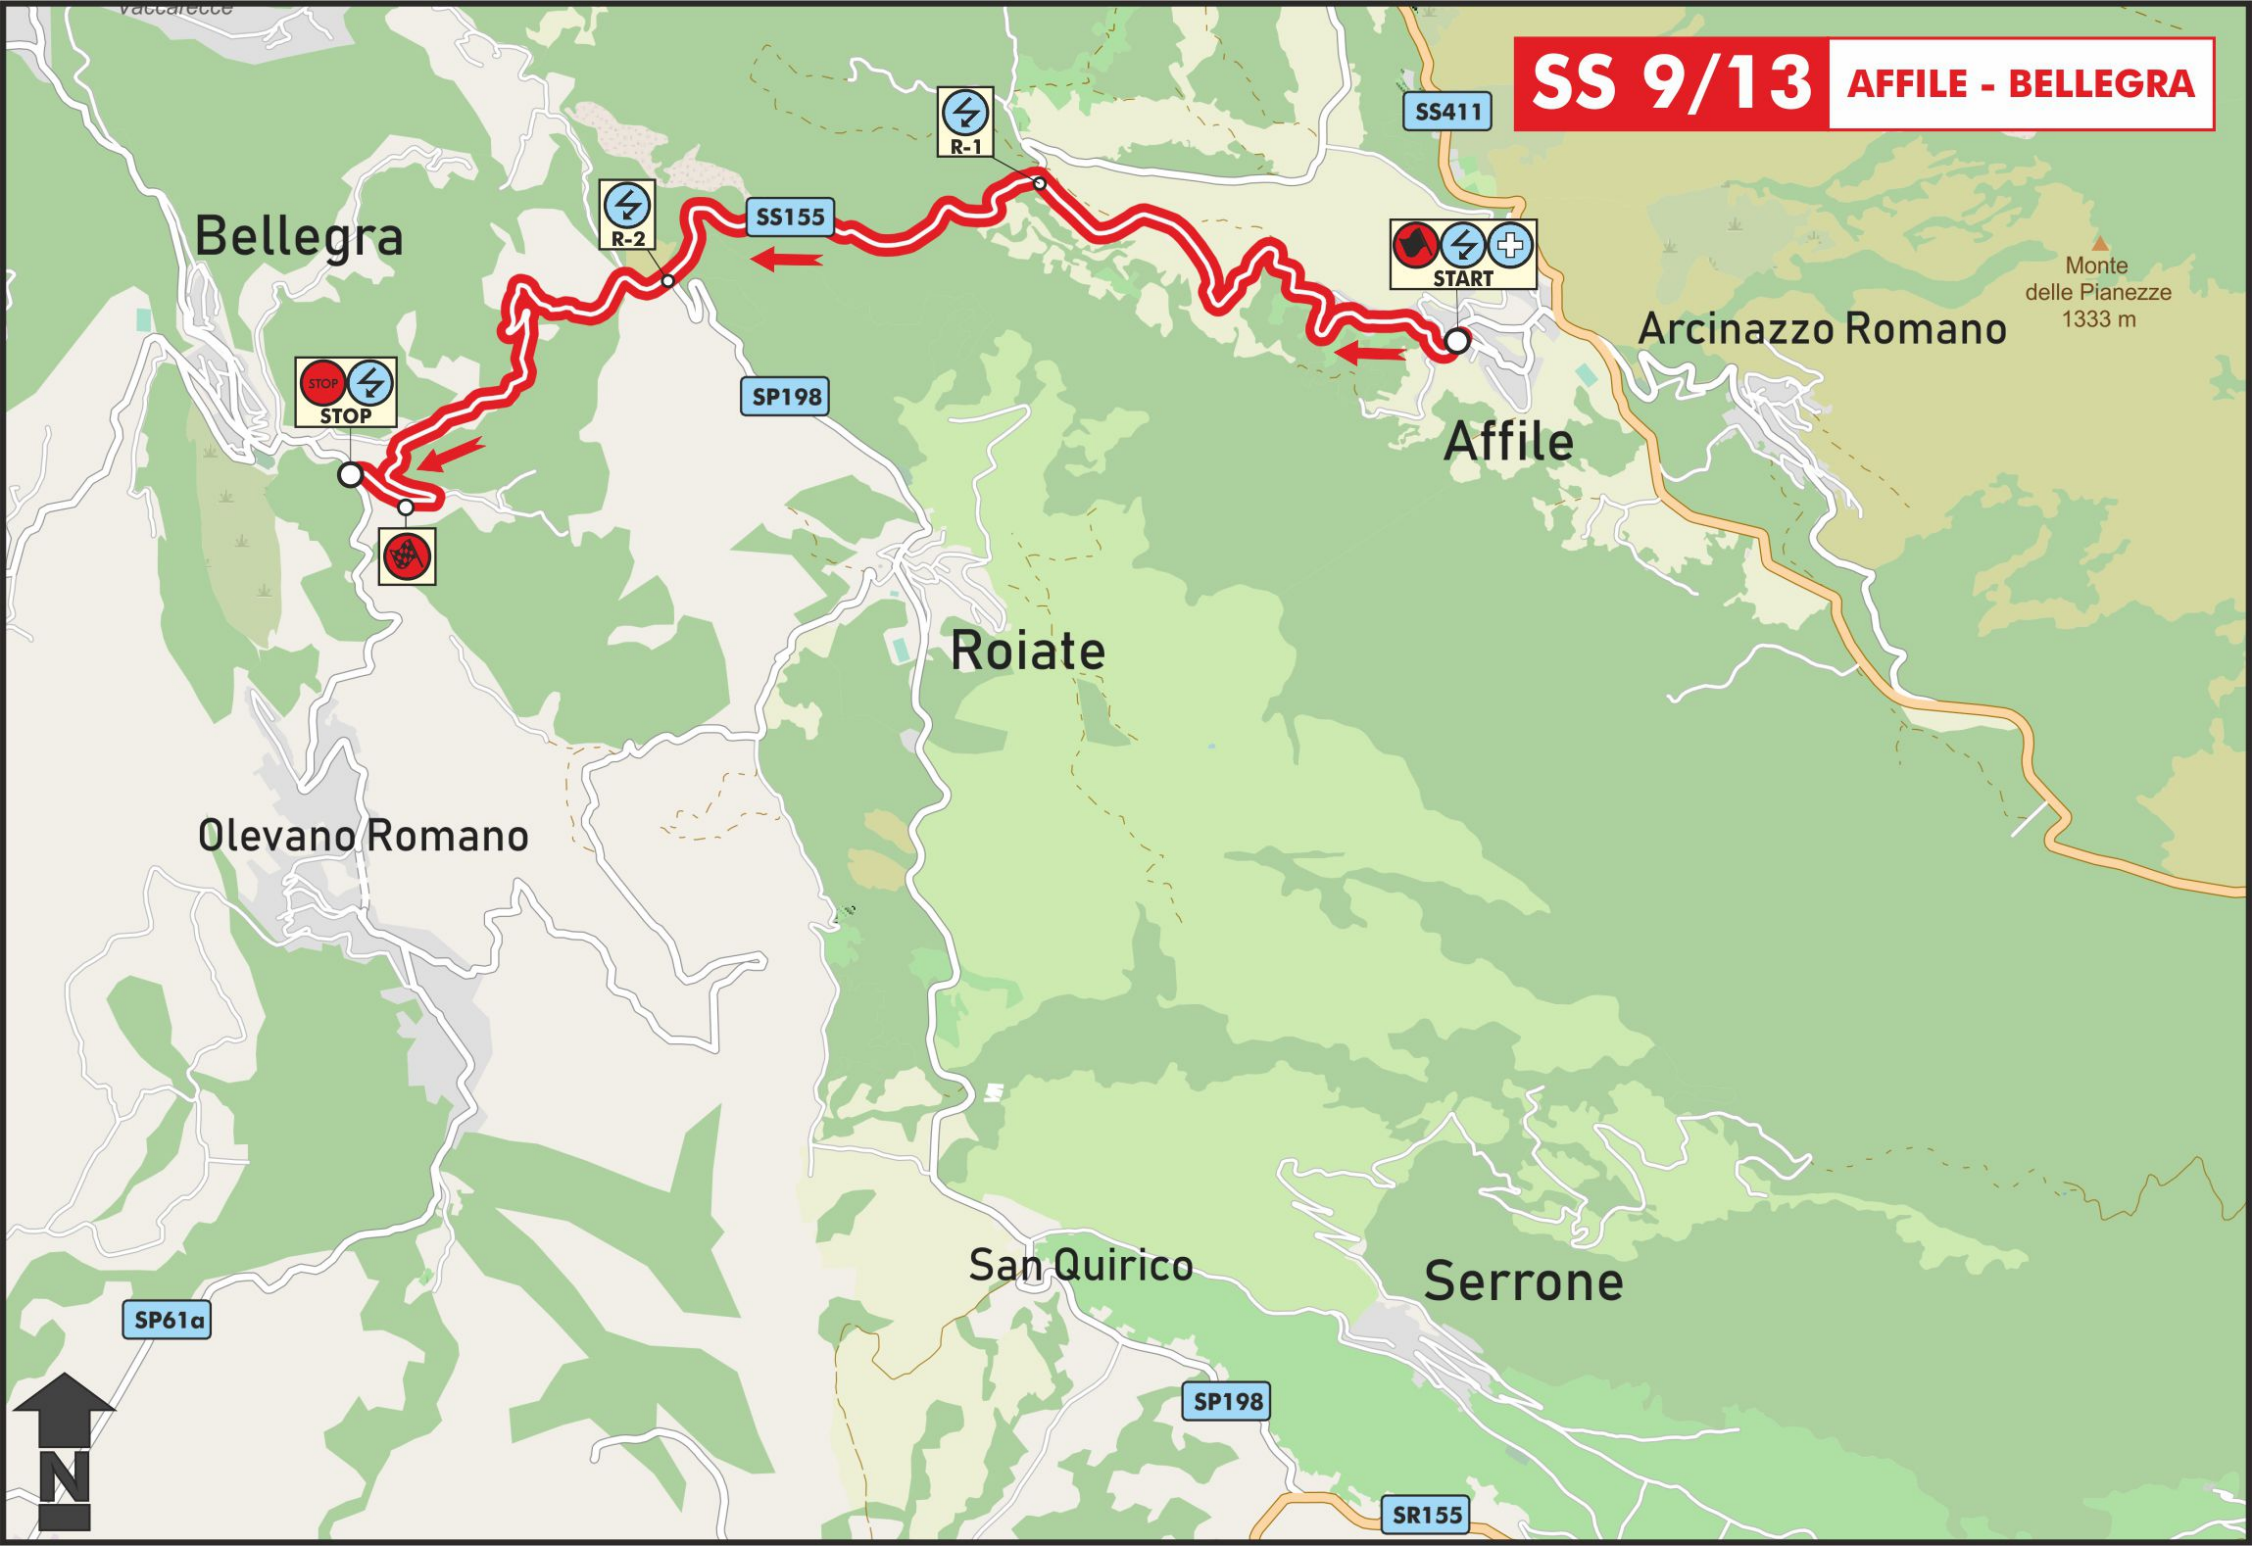 Vaccarecce
SS 9/13
AFFILE - BELLEGRA
SS411
R-1
R-2
SS155
Bellegra
START
Monte
delle Pianezze
1333 m
Arcinazzo Romano
STOP
STOP
SP198
Affile
Roiate
Olevano Romano
San Quirico
Serrone
SP61a
SP198
SR155
N